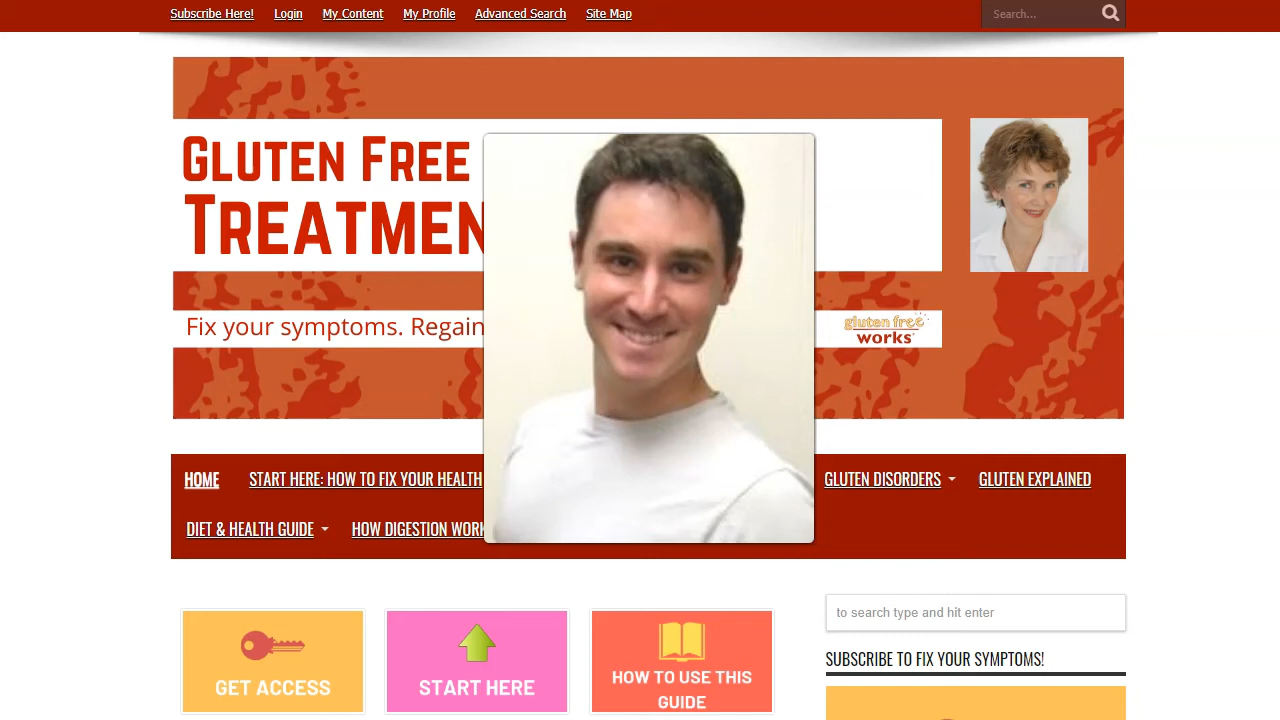 Subscribe Here! Login My Content My Profile Advanced Search Site Map Search...
GLUTEN FREE
TREATMEN
Fix your symptoms. Regain
gluten free
works
HOME START HERE: HOW TO FIX YOUR HEALTH GLUTEN DISORDERS GLUTEN EXPLAINED
DIET & HEALTH GUIDE HOW DIGESTION WORK
to search type and hit enter
SUBSCRIBE TO FIX YOUR SYMPTOMS!
GET ACCESS
START HERE
HOW TO USE THIS
GUIDE